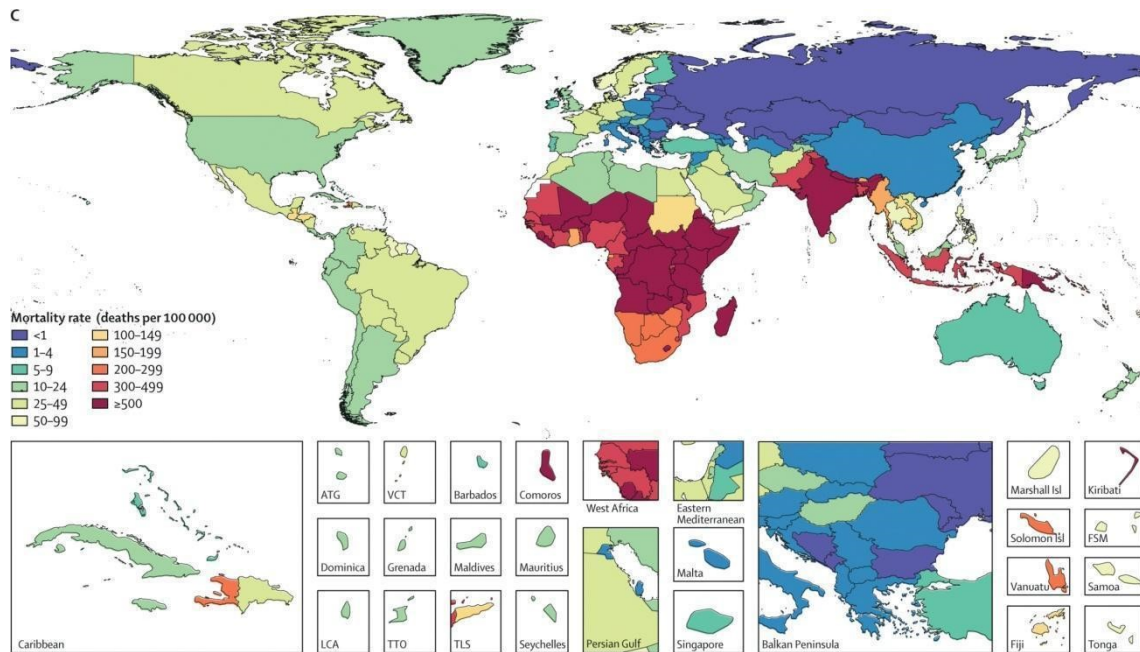 C
Mortality rate (deaths per 100 000)
<1
1–4
5–9
10–24
25–49
50–99
100–149
150–199
200–299
300–499
≥500
Caribbean
ATG
VCT
Barbados
Comoros
Dominica
Grenada
Maldives
Mauritius
LCA
TTO
TLS
Seychelles
West Africa
Eastern
Mediterranean
Persian Gulf
Malta
Singapore
Balkan Peninsula
Marshall Isl
Kiribati
Solomon Isl
FSM
Vanuatu
Samoa
Fiji
Tonga